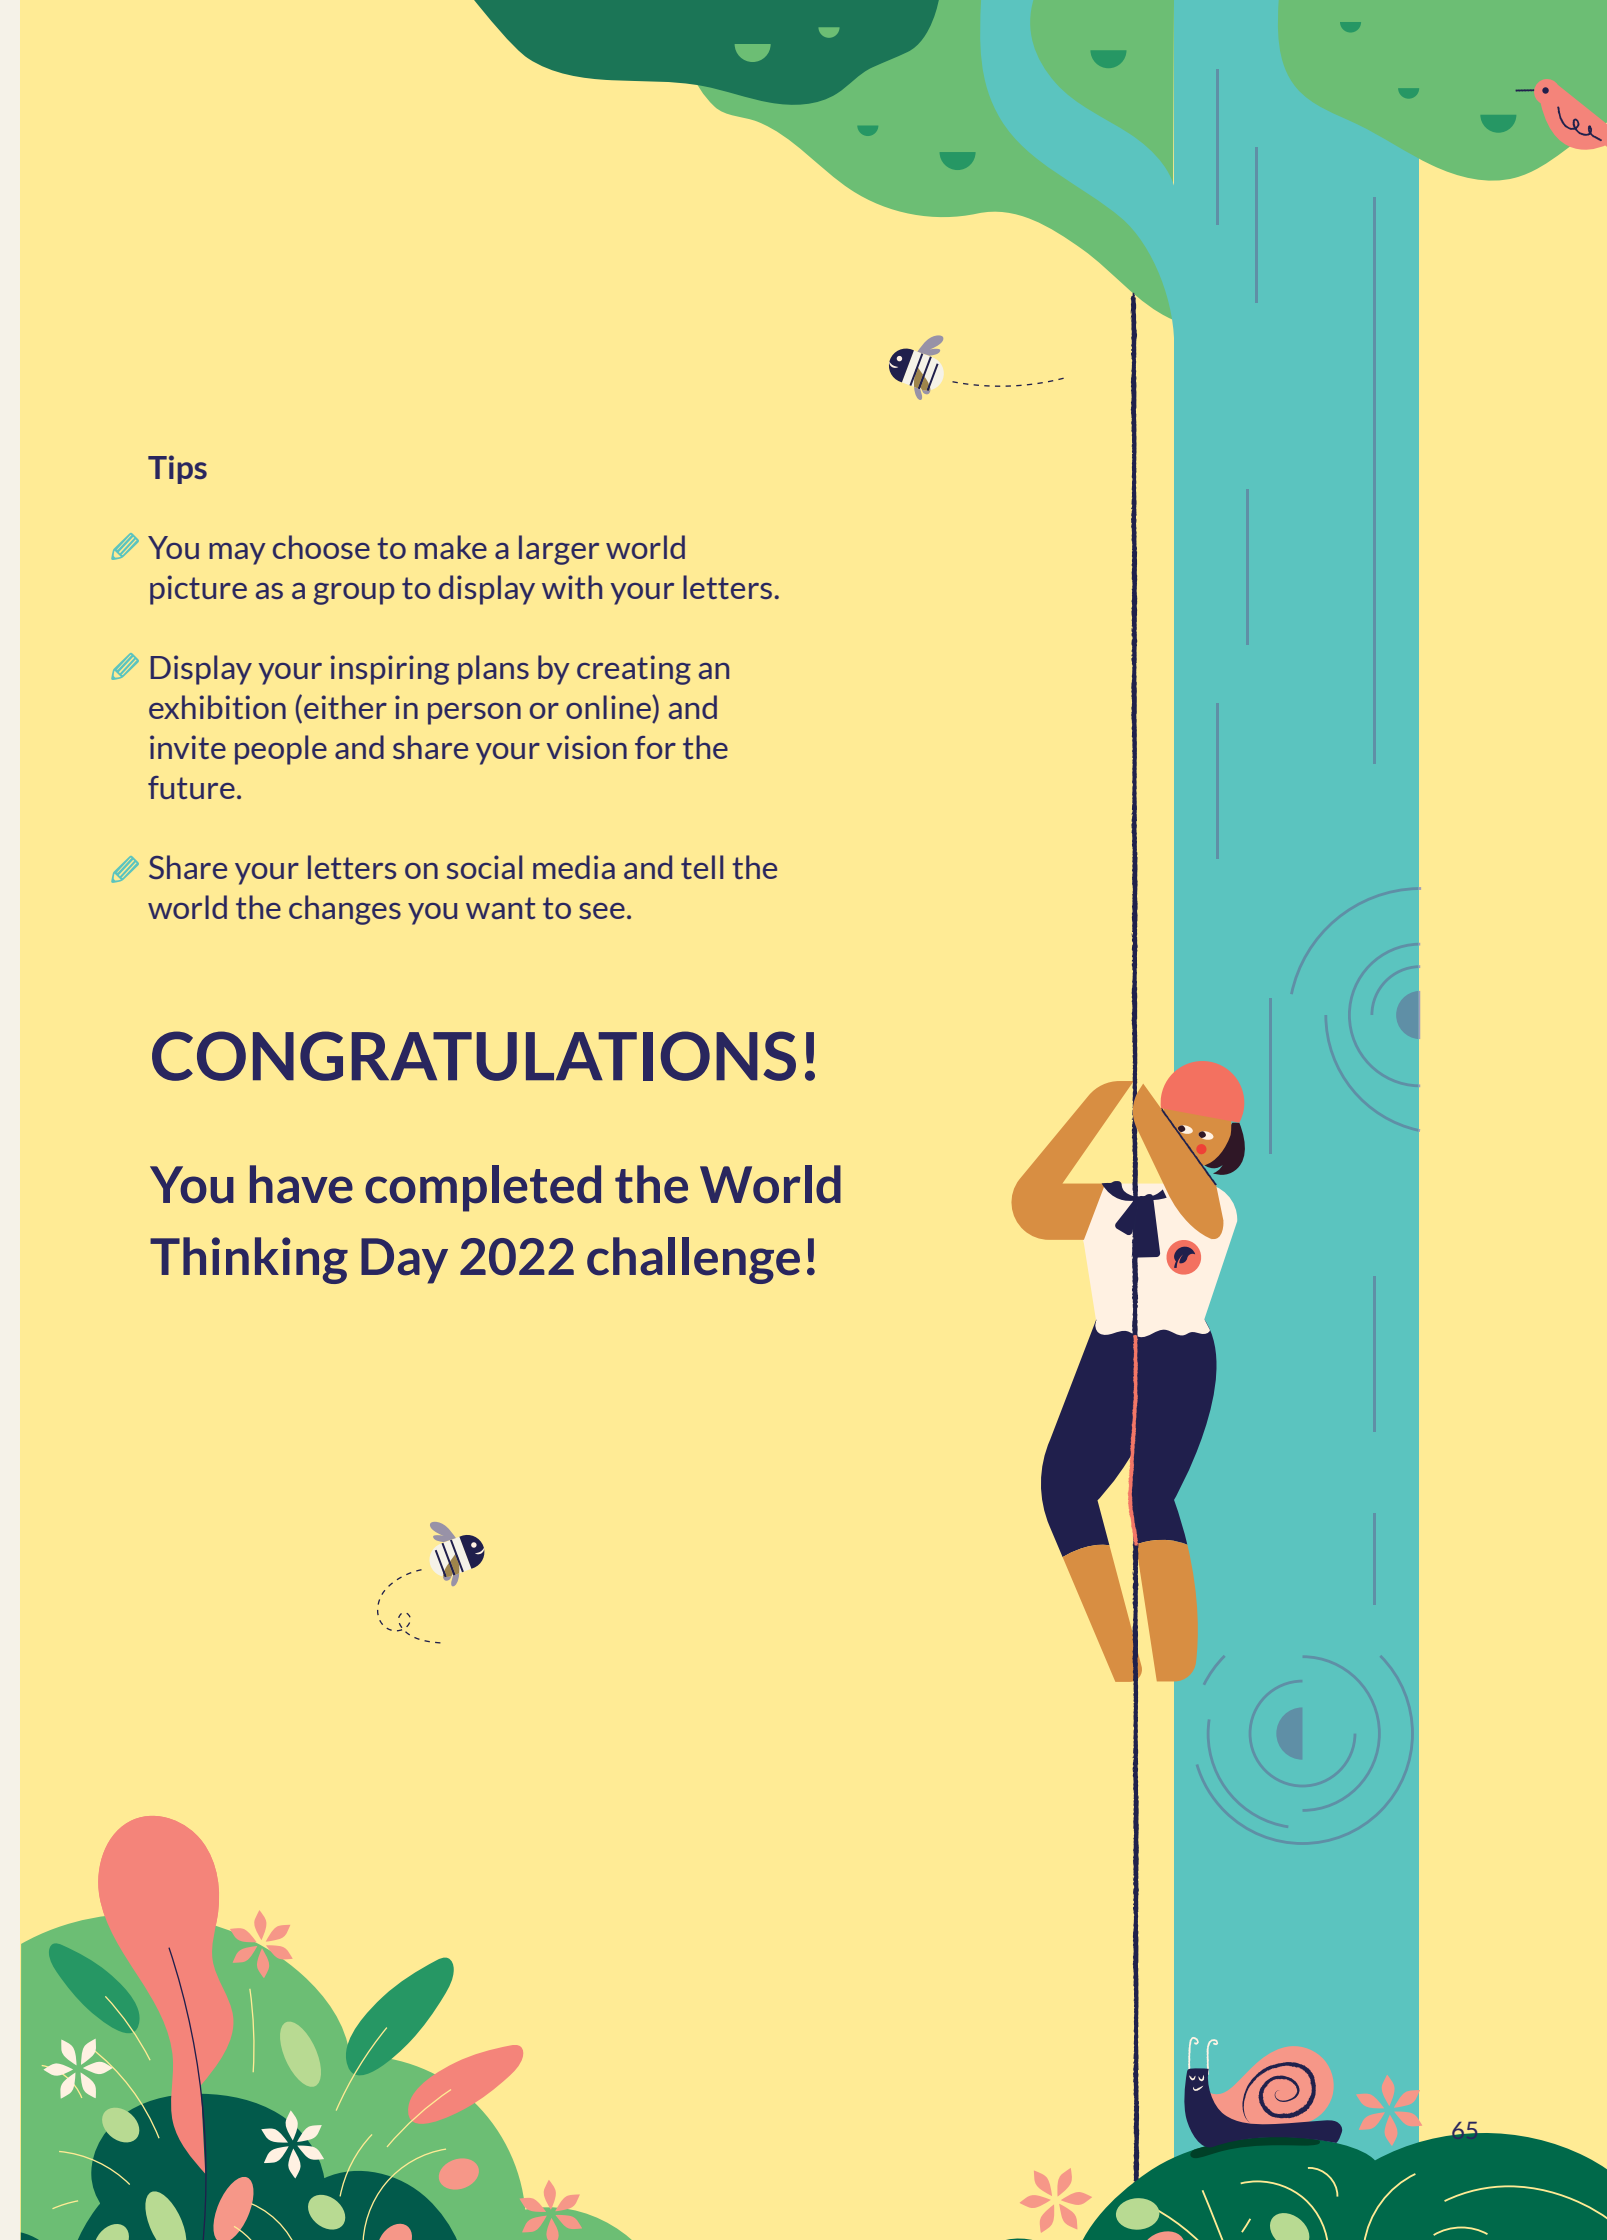 Tips
You may choose to make a larger world
picture as a group to display with your letters.
Display your inspiring plans by creating an
exhibition (either in person or online) and
invite people and share your vision for the
future.
Share your letters on social media and tell the
world the changes you want to see.
CONGRATULATIONS!
You have completed the World
Thinking Day 2022 challenge!
65